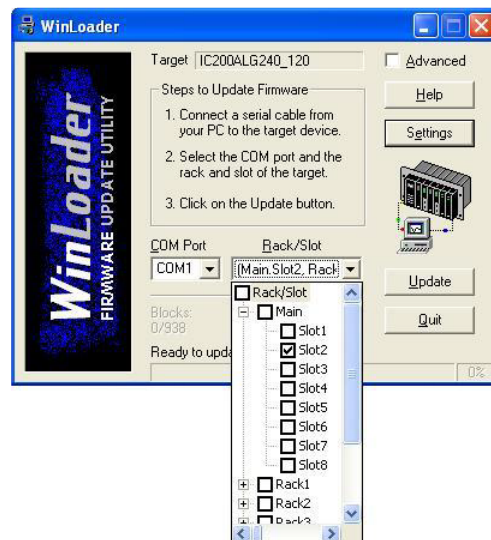 WinLoader
Target IC200ALG240_120
Advanced
Steps to Update Firmware
1. Connect a serial cable from
your PC to the target device.
2. Select the COM port and the
rack and slot of the target.
3. Click on the Update button.
Help
Settings
WinLoader
FIRMWARE UPDATE UTILITY
COM Port Rack/Slot
COM1 (Main.Slot2, Rack
Update
Quit
Blocks:
0/938
Ready to upda
0%
Rack/Slot
Main
Slot1
Slot2
Slot3
Slot4
Slot5
Slot6
Slot7
Slot8
Rack1
Rack2
Rack3